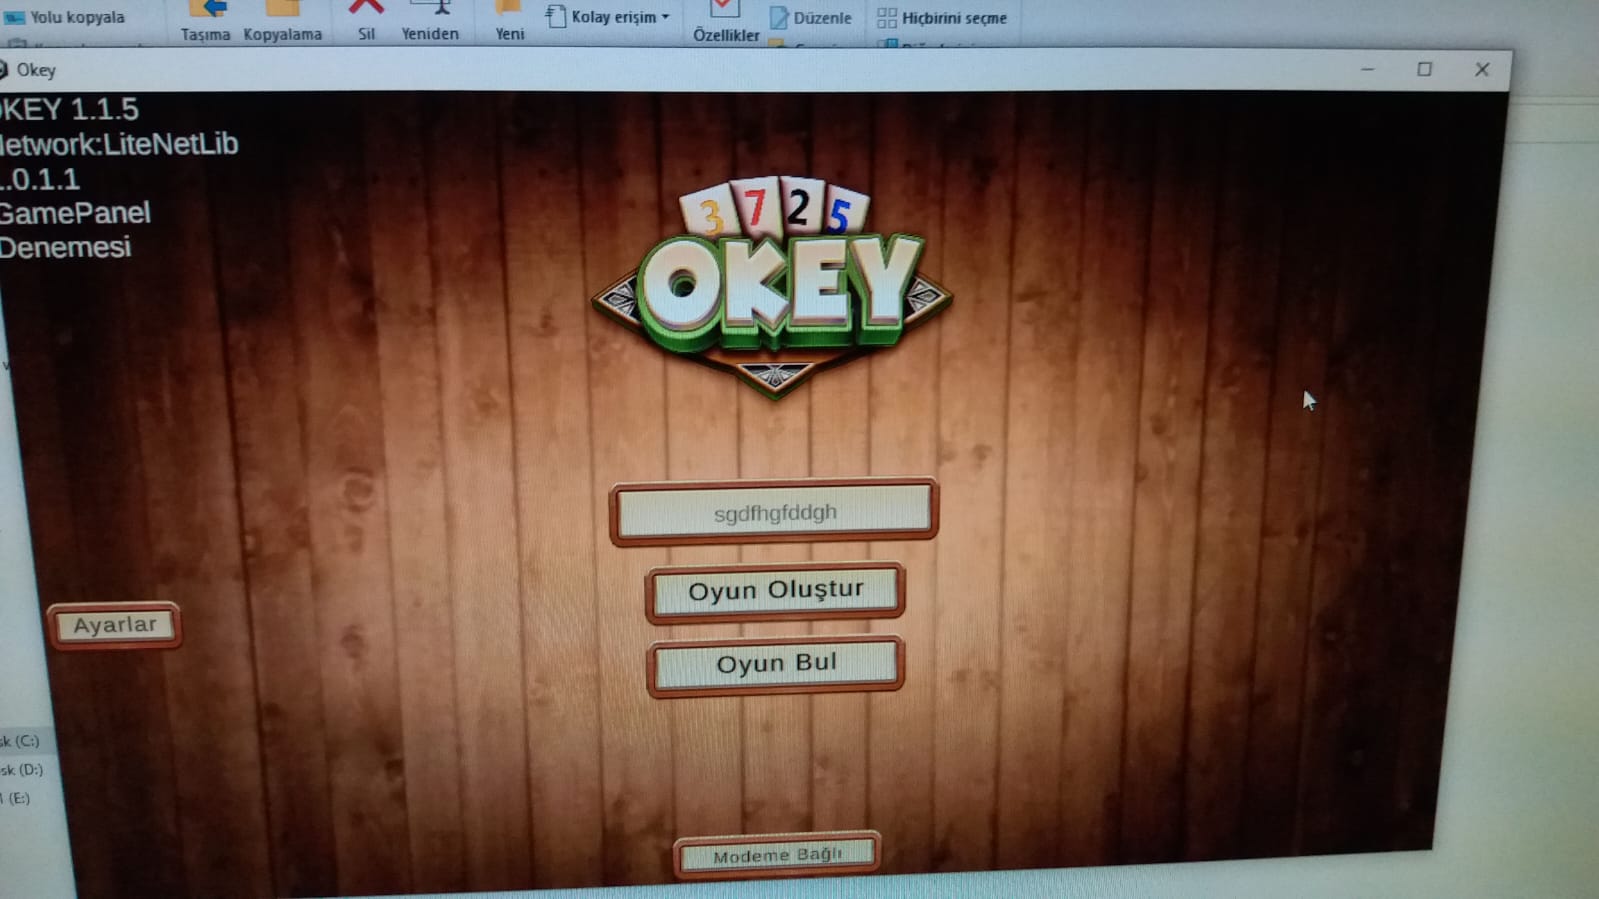 Yolu kopyala
Taşıma
Kopyalama
Sil
Yeniden
Yeni
Kolay erişim
Özellikler
Düzenle
Hiçbirini seçme
Okey
OKEY 1.1.5
Network:LiteNetLib
.0.1.1
GamePanel
Denemesi
3 7 2 5
OKEY
sgdfhgfddgh
Oyun Oluştur
Ayarlar
Oyun Bul
sk (C:)
sk (D:)
(E:)
Modeme Bağlı